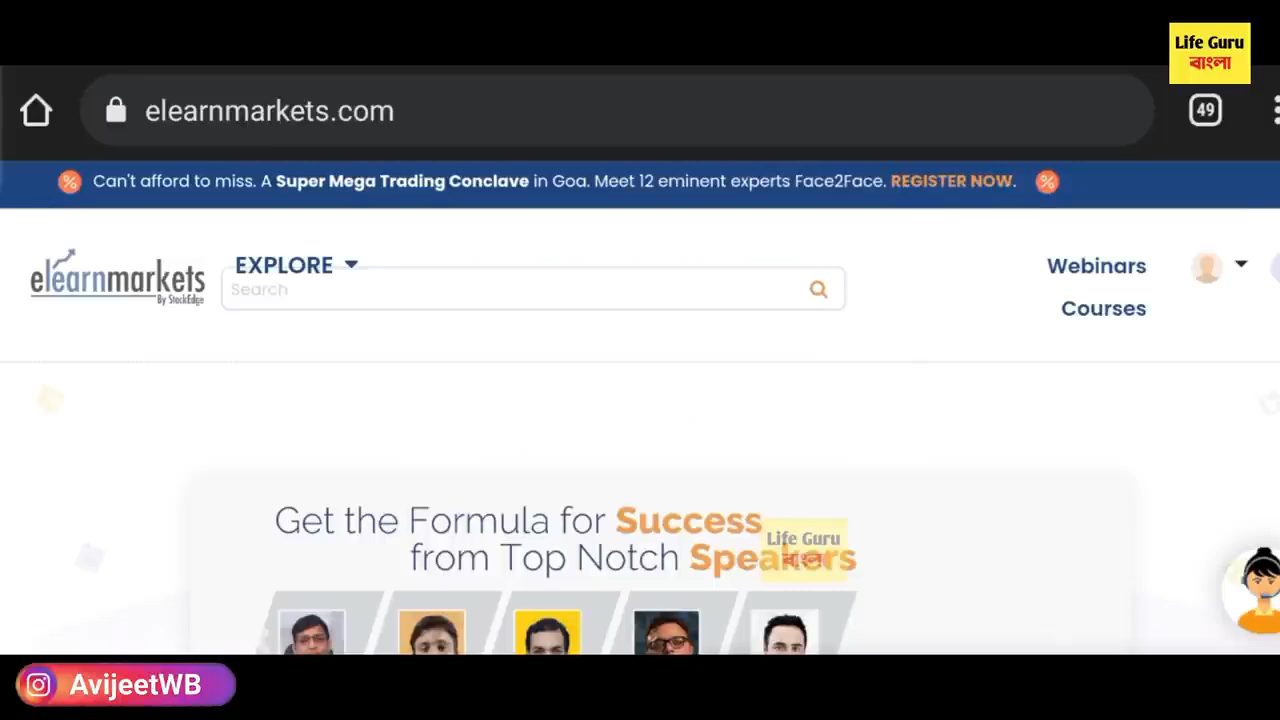 Life Guru
বাংলা
elearnmarkets.com
49
% Can't afford to miss. A Super Mega Trading Conclave in Goa. Meet 12 eminent experts Face2Face. REGISTER NOW. %
elearnmarkets
By StockEdge
EXPLORE
Search
Webinars
Courses
Get the Formula for Success
from Top Notch Speakers
Life Guru
বাংলা
AvijeetWB